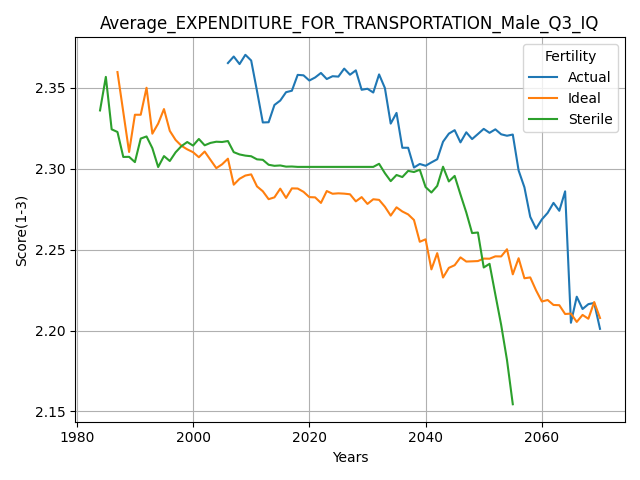 Average_EXPENDITURE_FOR_TRANSPORTATION_Male_Q3_IQ
Fertility
Actual
Ideal
Sterile
Score(1-3)
2.35
2.30
2.25
2.20
2.15
1980
2000
2020
2040
2060
Years